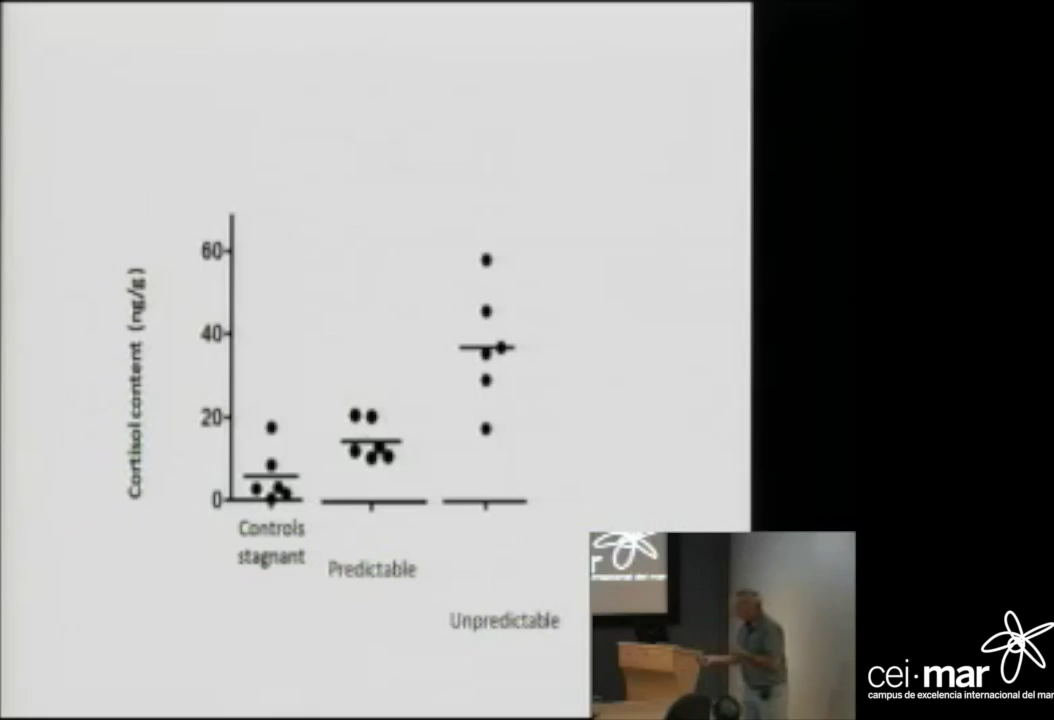 60
40
20
0
Cortisol content (ng/g)
Controls
stagnant
Predictable
Unpredictable
cei·mar
campus de excelencia internacional del mar